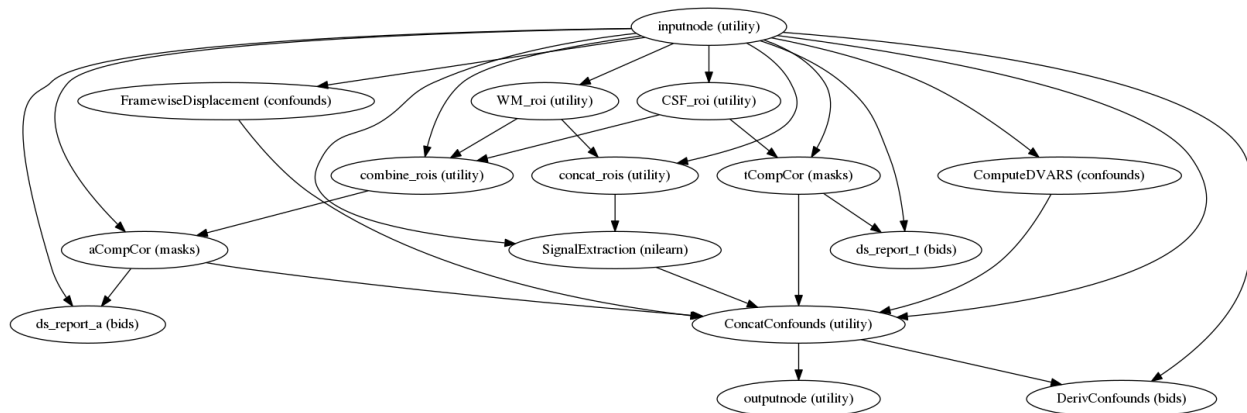 inputnode (utility)
FramewiseDisplacement (confounds)
WM_roi (utility)
CSF_roi (utility)
combine_rois (utility)
concat_rois (utility)
tCompCor (masks)
ComputeDVARS (confounds)
aCompCor (masks)
SignalExtraction (nilearn)
ds_report_t (bids)
ds_report_a (bids)
ConcatConfounds (utility)
outputnode (utility)
DerivConfounds (bids)